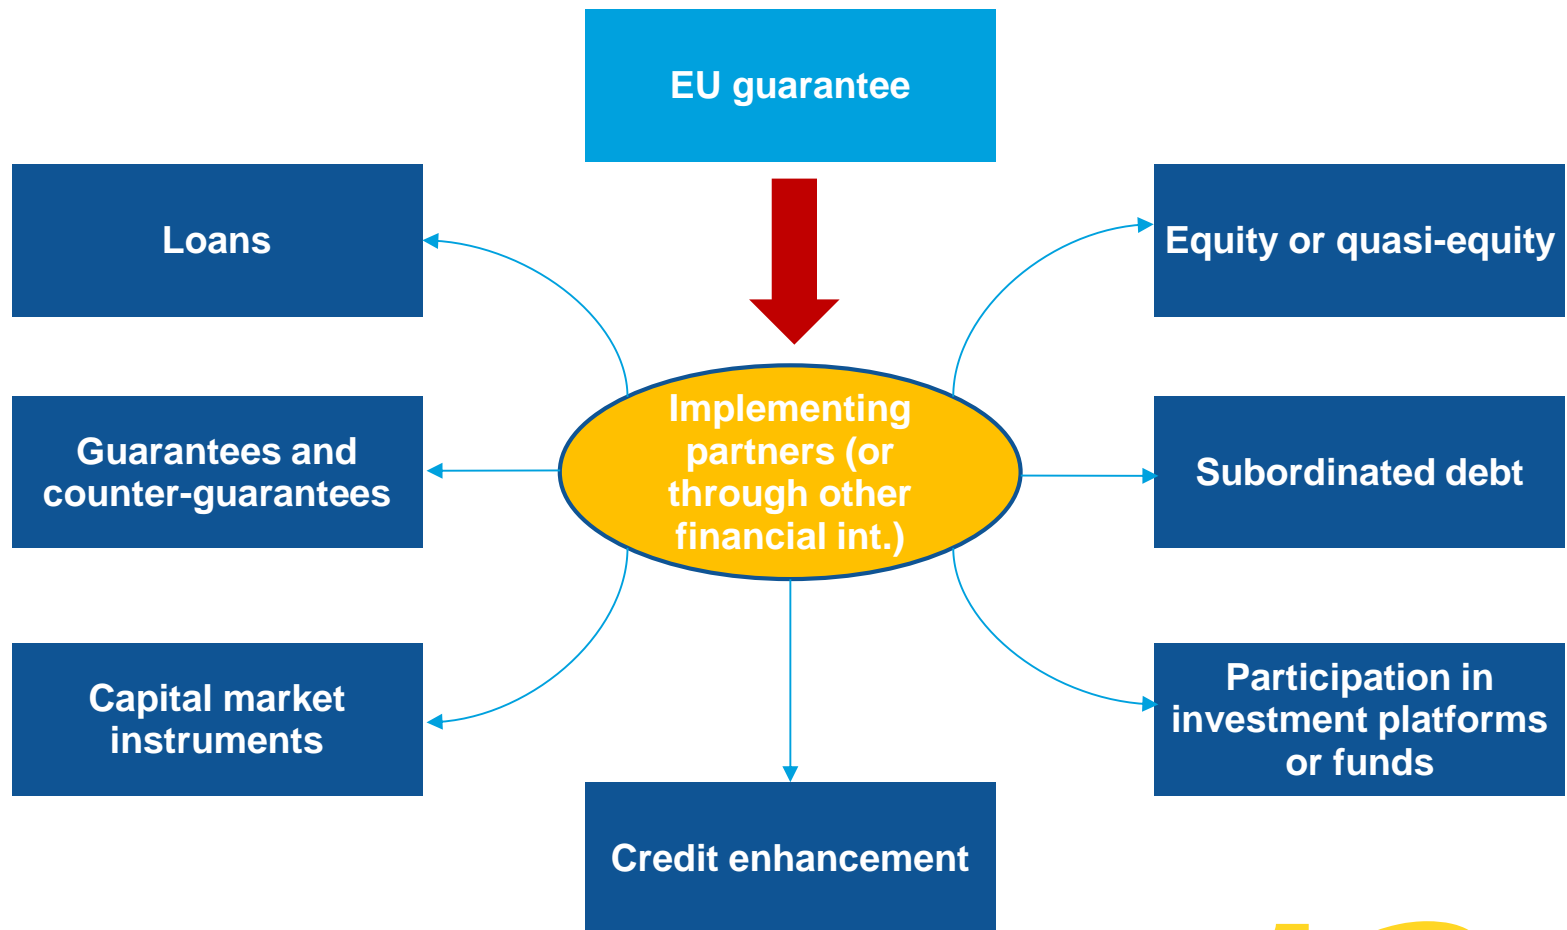 EU guarantee
Loans
Equity or quasi-equity
Implementing
partners (or
through other
financial int.)
Guarantees and
counter-guarantees
Subordinated debt
Capital market
instruments
Participation in
investment platforms
or funds
Credit enhancement